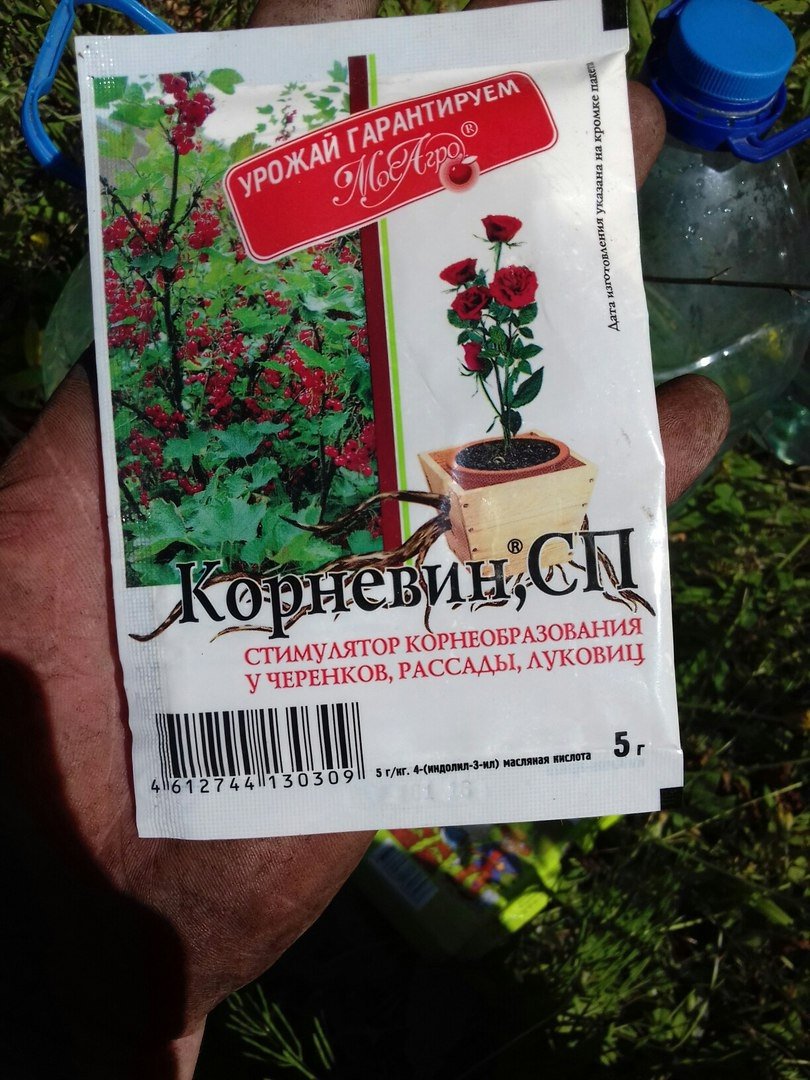 УРОЖАЙ ГАРАНТИРУЕМ
МосАгро®
Дата изготовления указана на кромке пакета
Корневин®,СП
СТИМУЛЯТОР КОРНЕОБРАЗОВАНИЯ
У ЧЕРЕНКОВ, РАССАДЫ, ЛУКОВИЦ
5 г/кг. 4-(индолил-3-ил) масляная кислота
5 г
4 612744 130309